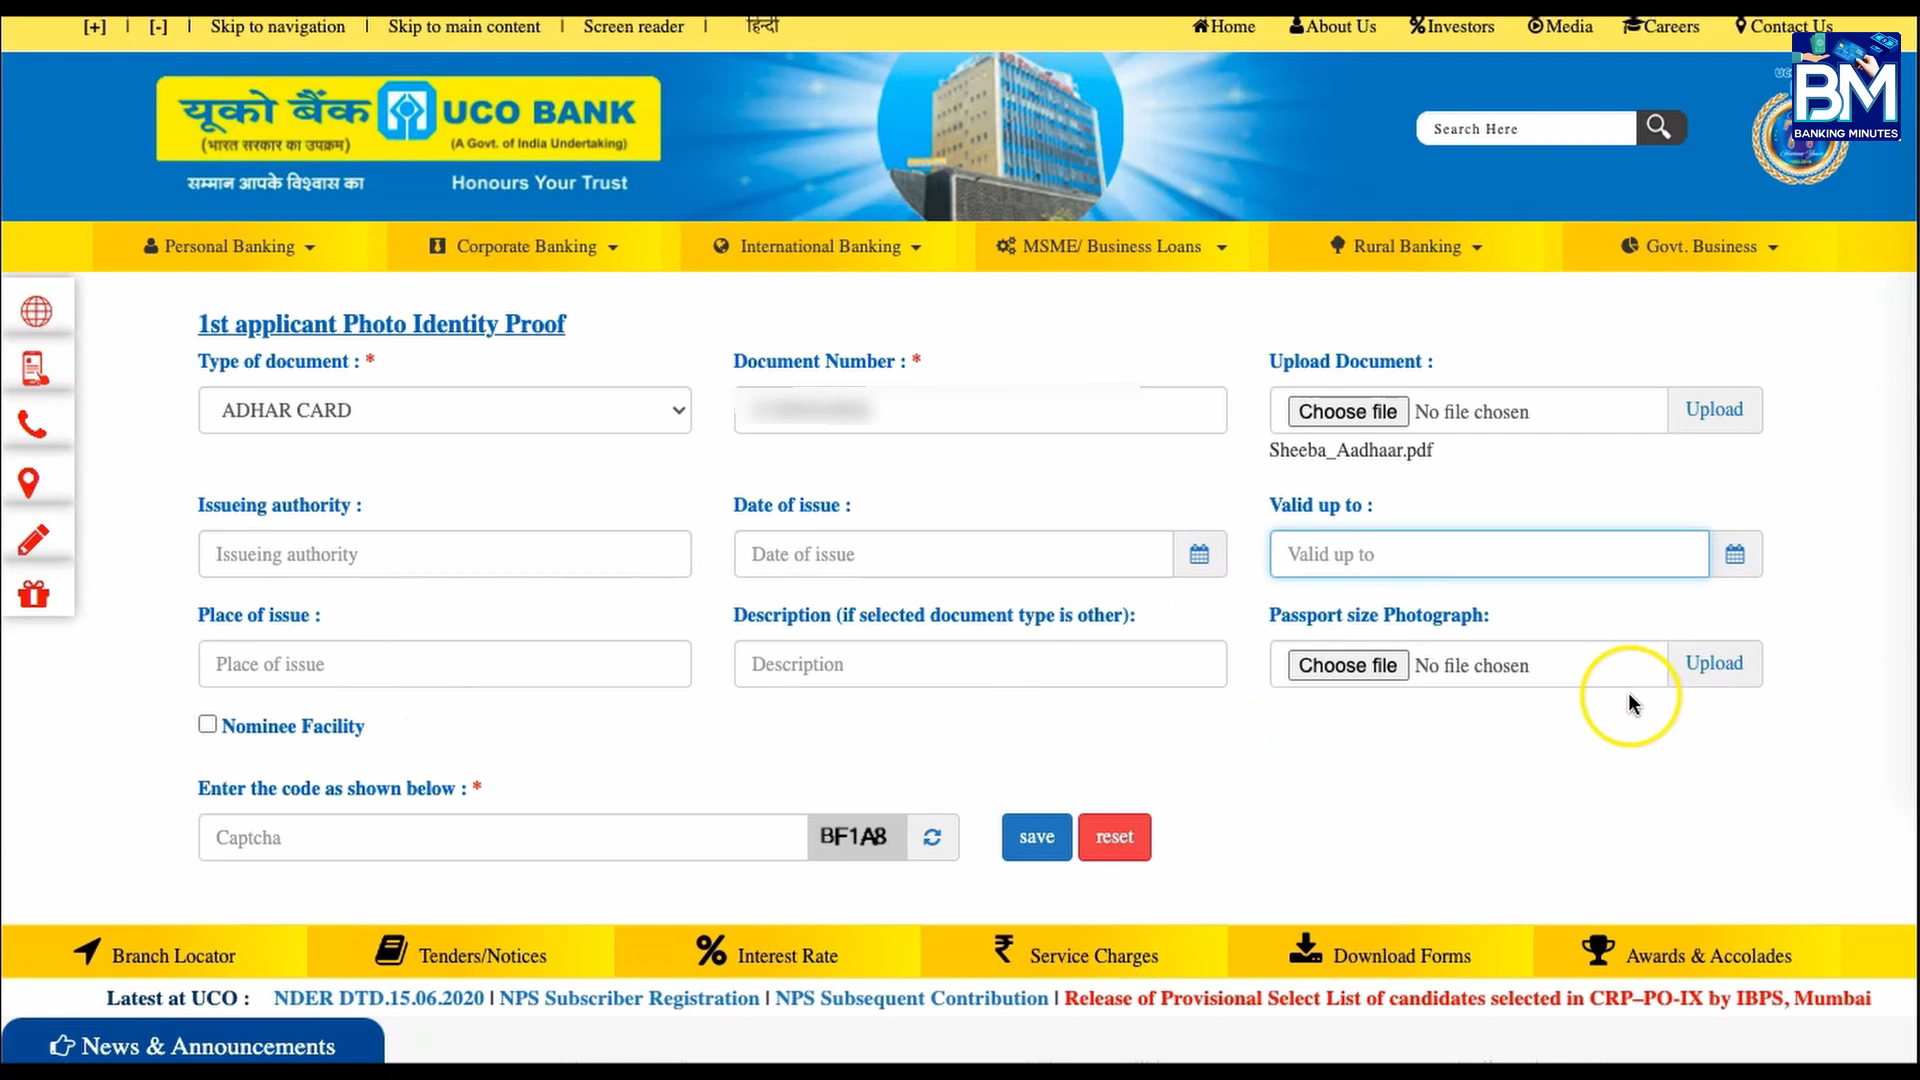 [+] | [-] | Skip to navigation | Skip to main content | Screen reader | हिन्दी Home About Us Investors Media Careers Contact Us
यूको बैंक UCO BANK
(भारत सरकार का उपक्रम) (A Govt. of India Undertaking)
सम्मान आपके विश्वास का Honours Your Trust
Search Here
BM
BANKING MINUTES
Personal Banking Corporate Banking International Banking MSME/ Business Loans Rural Banking Govt. Business
1st applicant Photo Identity Proof
Type of document : * Document Number : * Upload Document :
ADHAR CARD Choose file No file chosen Upload
Sheeba_Aadhaar.pdf
Issueing authority : Date of issue : Valid up to :
Issueing authority Date of issue Valid up to
Place of issue : Description (if selected document type is other): Passport size Photograph:
Place of issue Description Choose file No file chosen Upload
Nominee Facility
Enter the code as shown below : *
Captcha BF1A8 save reset
Branch Locator Tenders/Notices Interest Rate Service Charges Download Forms Awards & Accolades
Latest at UCO : NDER DTD.15.06.2020 | NPS Subscriber Registration | NPS Subsequent Contribution | Release of Provisional Select List of candidates selected in CRP–PO-IX by IBPS, Mumbai
News & Announcements